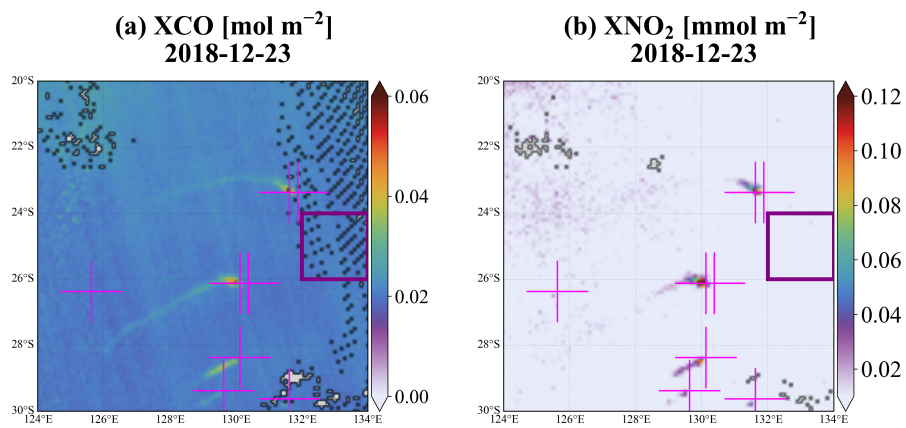 (a) XCO [mol m⁻²]
2018-12-23
20°S
22°S
24°S
26°S
28°S
30°S
124°E 126°E 128°E 130°E 132°E 134°E
0.06
0.04
0.02
0.00
(b) XNO₂ [mmol m⁻²]
2018-12-23
20°S
22°S
24°S
26°S
28°S
30°S
124°E 126°E 128°E 130°E 132°E 134°E
0.12
0.10
0.08
0.06
0.04
0.02